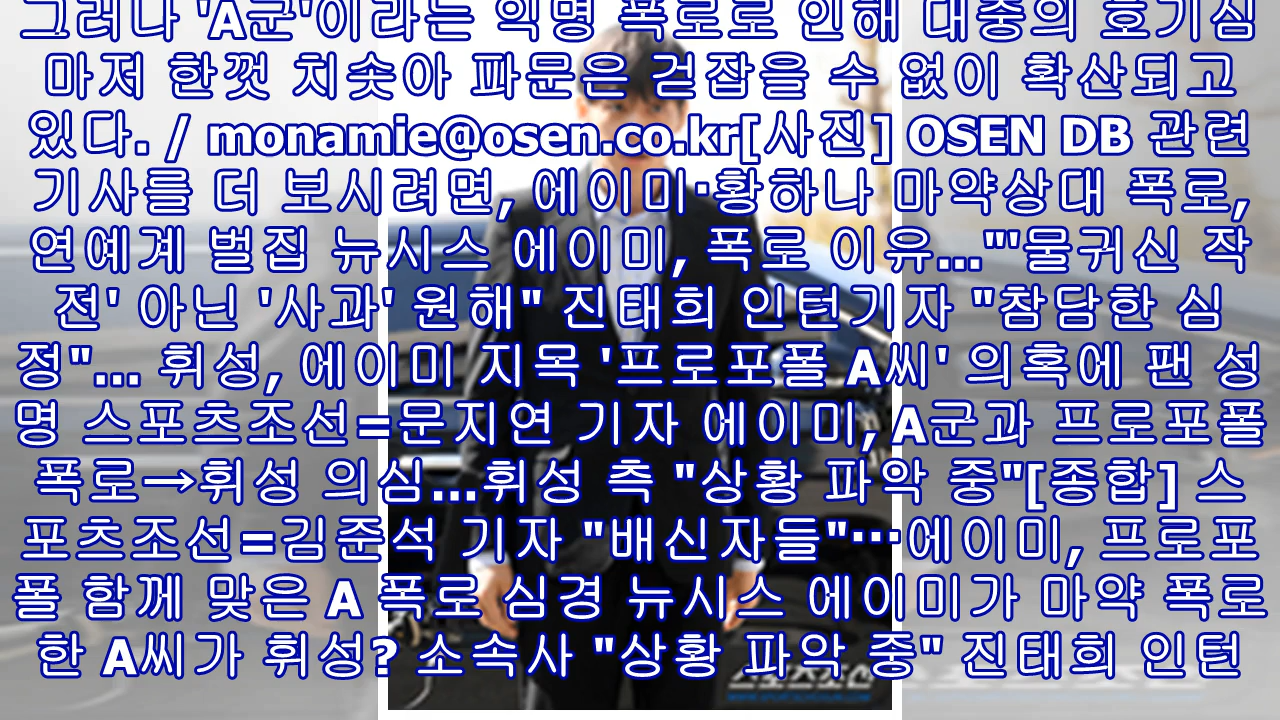 그러나 'A군'이라는 익명 폭로로 인해 대중의 호기심
마저 한껏 치솟아 파문은 걷잡을 수 없이 확산되고
있다. / monamie@osen.co.kr[사진] OSEN DB 관련
기사를 더 보시려면, 에이미·황하나 마약상대 폭로,
연예계 벌집 뉴시스 에이미, 폭로 이유..."'물귀신 작
전' 아닌 '사과' 원해" 진태희 인턴기자 "참담한 심
정"... 휘성, 에이미 지목 '프로포폴 A씨' 의혹에 팬 성
명 스포츠조선=문지연 기자 에이미, A군과 프로포폴
폭로→휘성 의심...휘성 측 "상황 파악 중"[종합] 스
포츠조선=김준석 기자 "배신자들"…에이미, 프로포
폴 함께 맞은 A 폭로 심경 뉴시스 에이미가 마약 폭로
한 A씨가 휘성? 소속사 "상황 파악 중" 진태희 인턴
스포츠조선